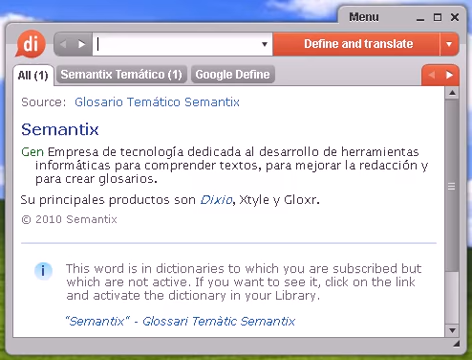 Menu
di
Define and translate
All (1) Semantix Temático (1) Google Define
Source: Glosario Temático Semantix
Semantix
Gen Empresa de tecnología dedicada al desarrollo de herramientas
informáticas para comprender textos, para mejorar la redacción y
para crear glosarios.
Su principales productos son Dixio, Xtyle y Gloxr.
© 2010 Semantix
i
This word is in dictionaries to which you are subscribed but
which are not active. If you want to see it, click on the link
and activate the dictionary in your Library.
"Semantix" - Glossari Temàtic Semantix